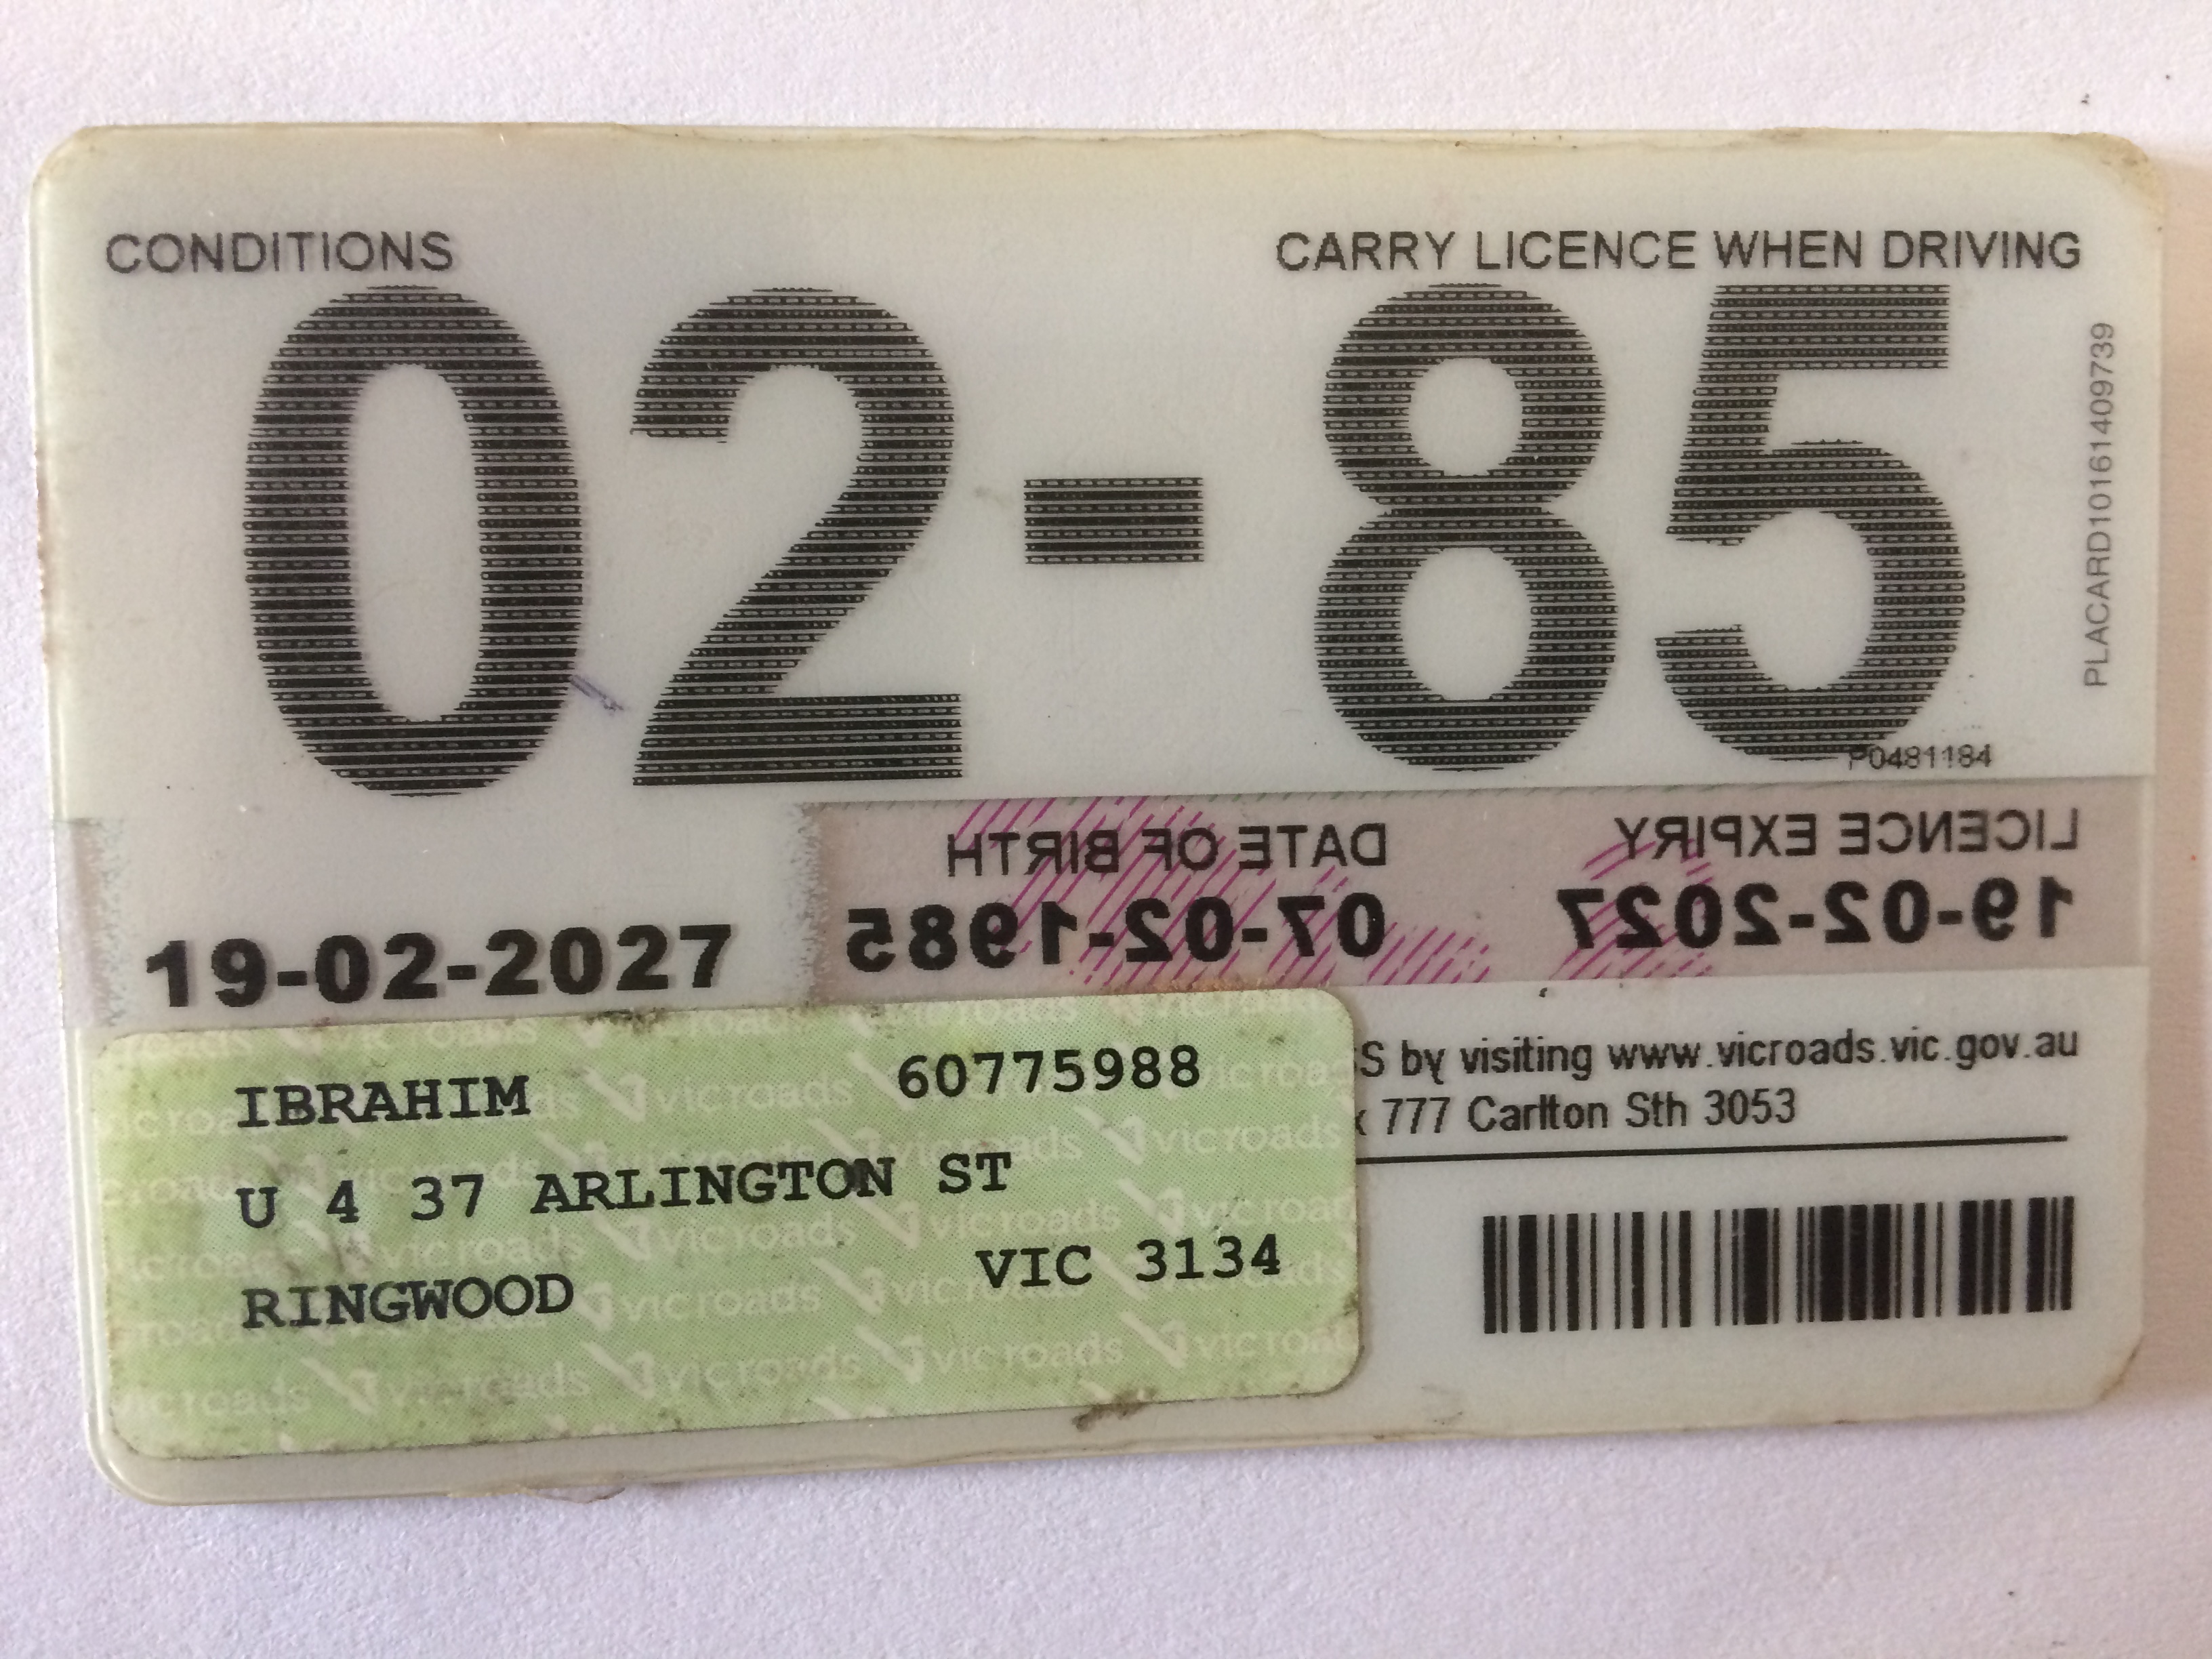 CONDITIONS CARRY LICENCE WHEN DRIVING
02-85
PLACARD10161409739
P0481184
DATE OF BIRTH LICENCE EXPIRY
19-02-2027 07-02-1985 19-02-2027
IBRAHIM 60775988
U 4 37 ARLINGTON ST
RINGWOOD VIC 3134
S by visiting www.vicroads.vic.gov.au
777 Carlton Sth 3053
vicroads